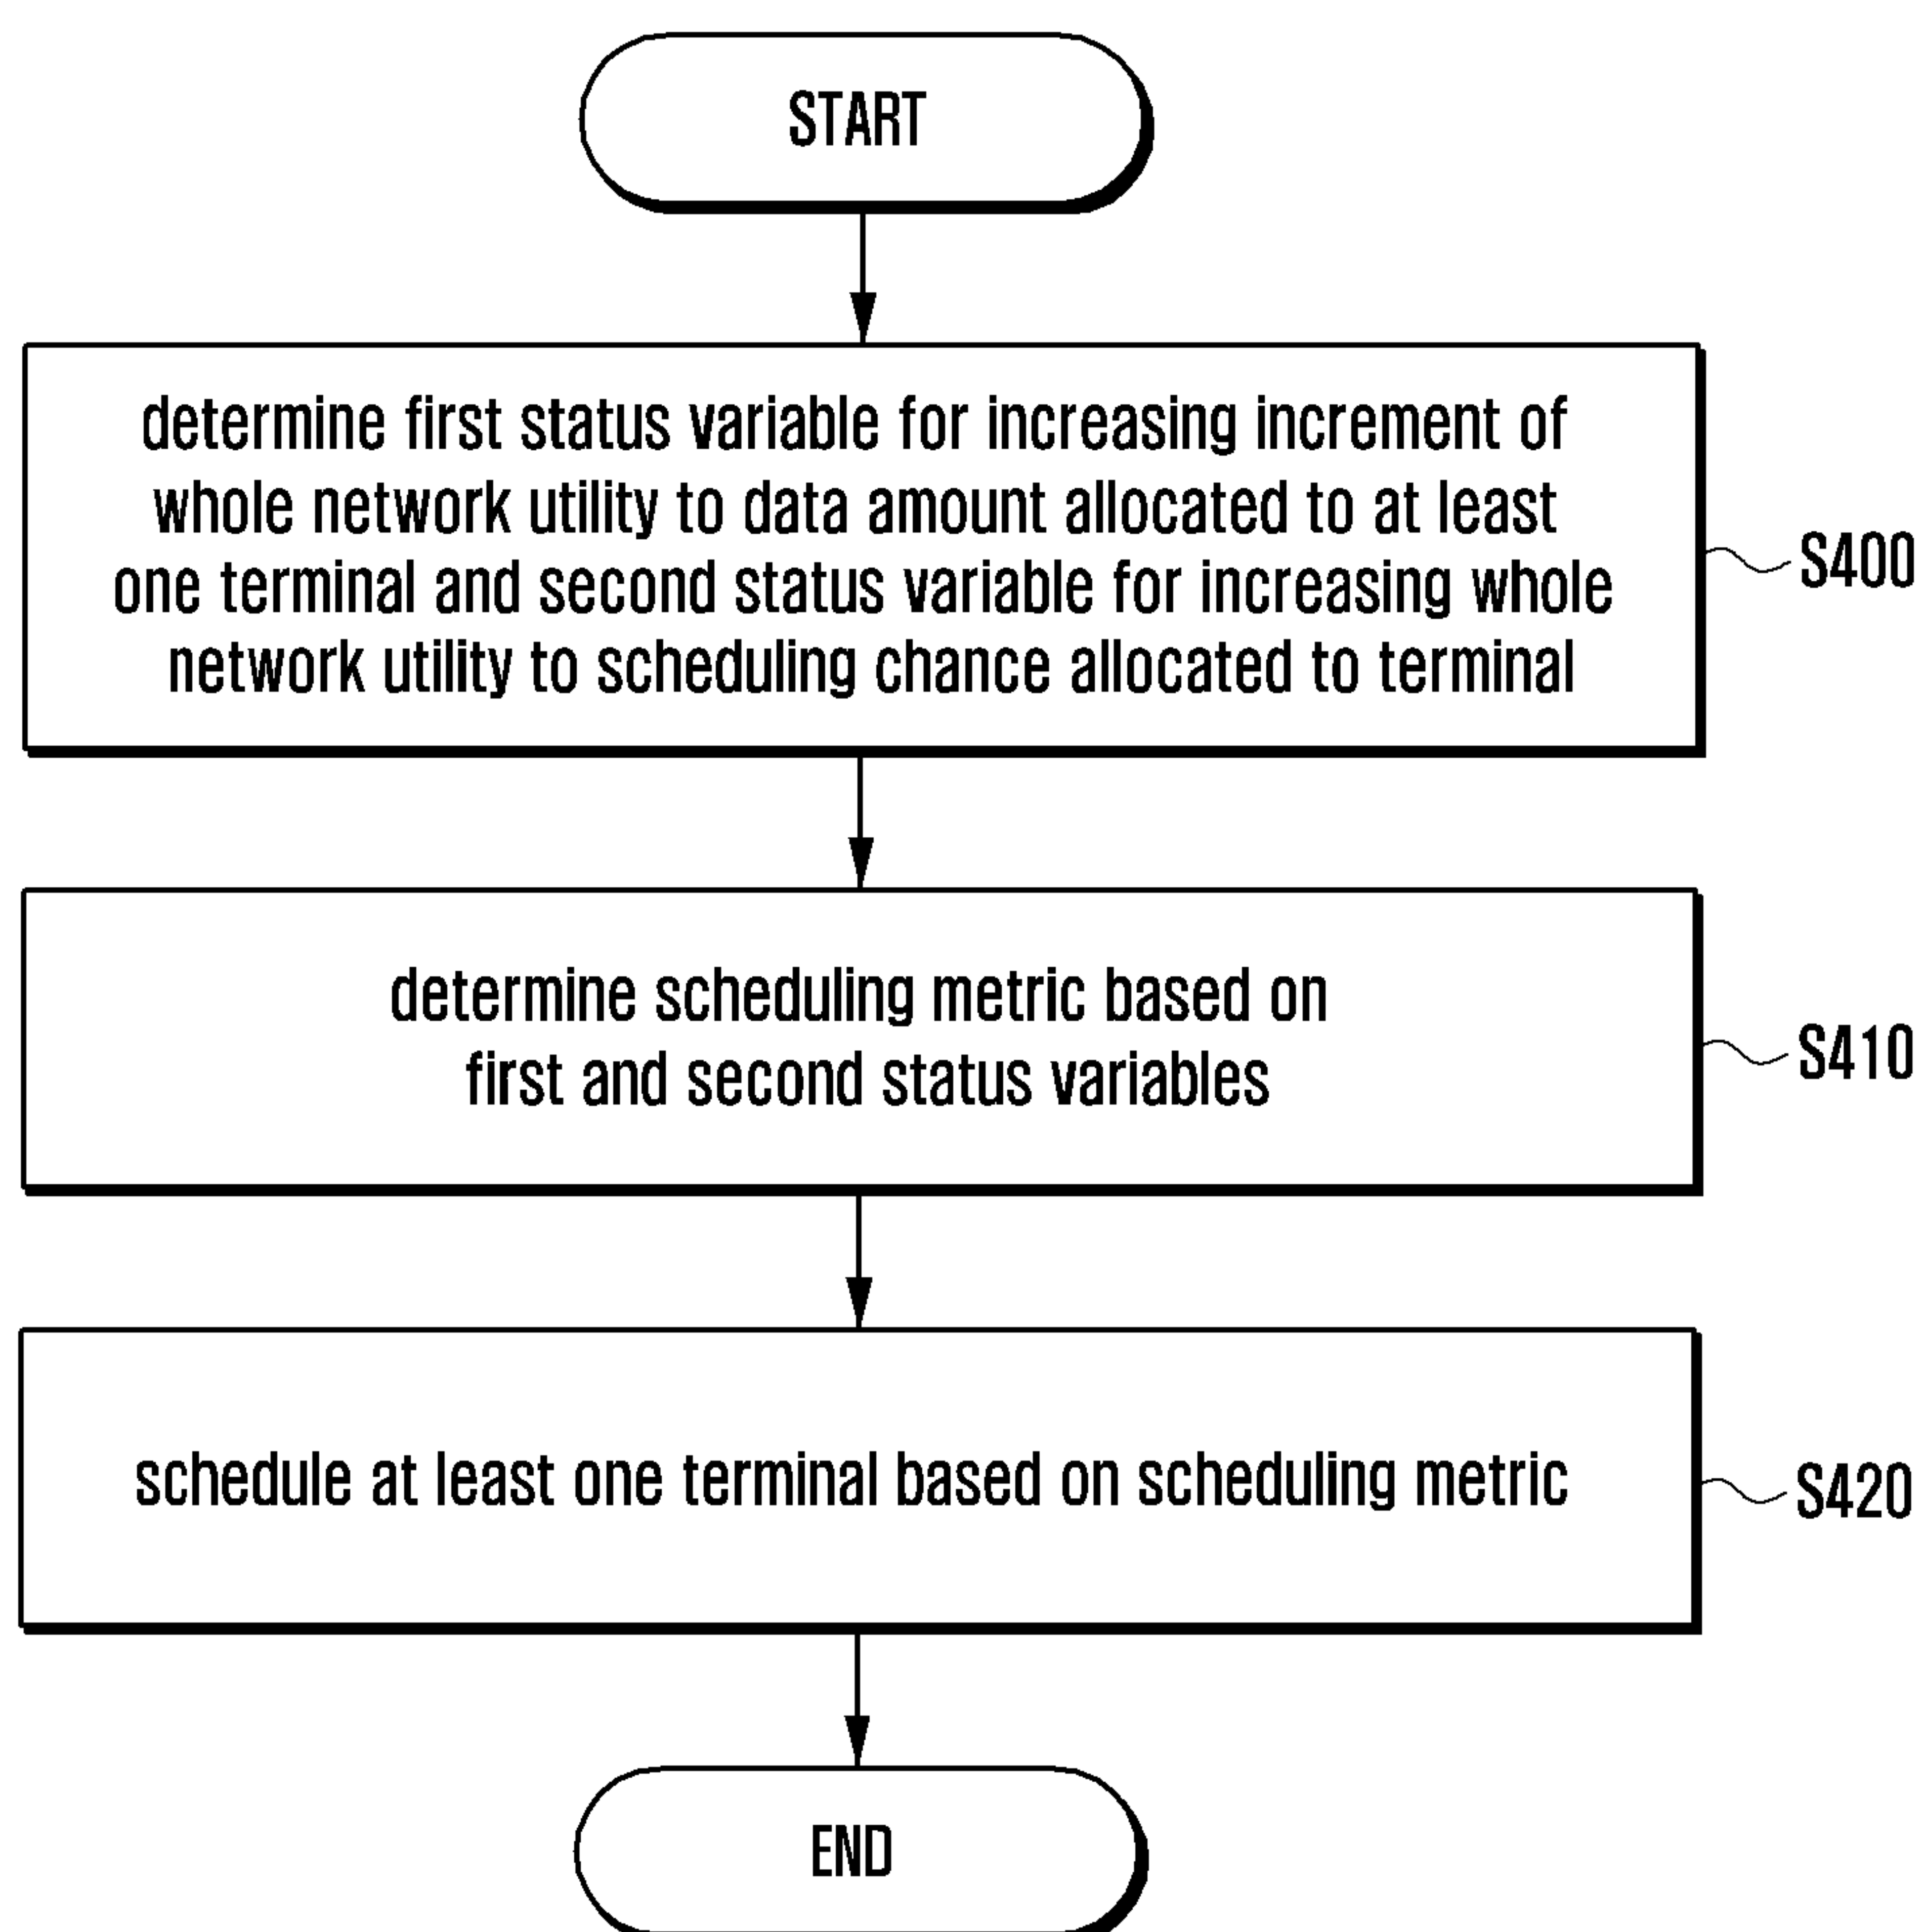 START
determine first status variable for increasing increment of
whole network utility to data amount allocated to at least
one terminal and second status variable for increasing whole
network utility to scheduling chance allocated to terminal
S400
determine scheduling metric based on
first and second status variables
S410
schedule at least one terminal based on scheduling metric
S420
END